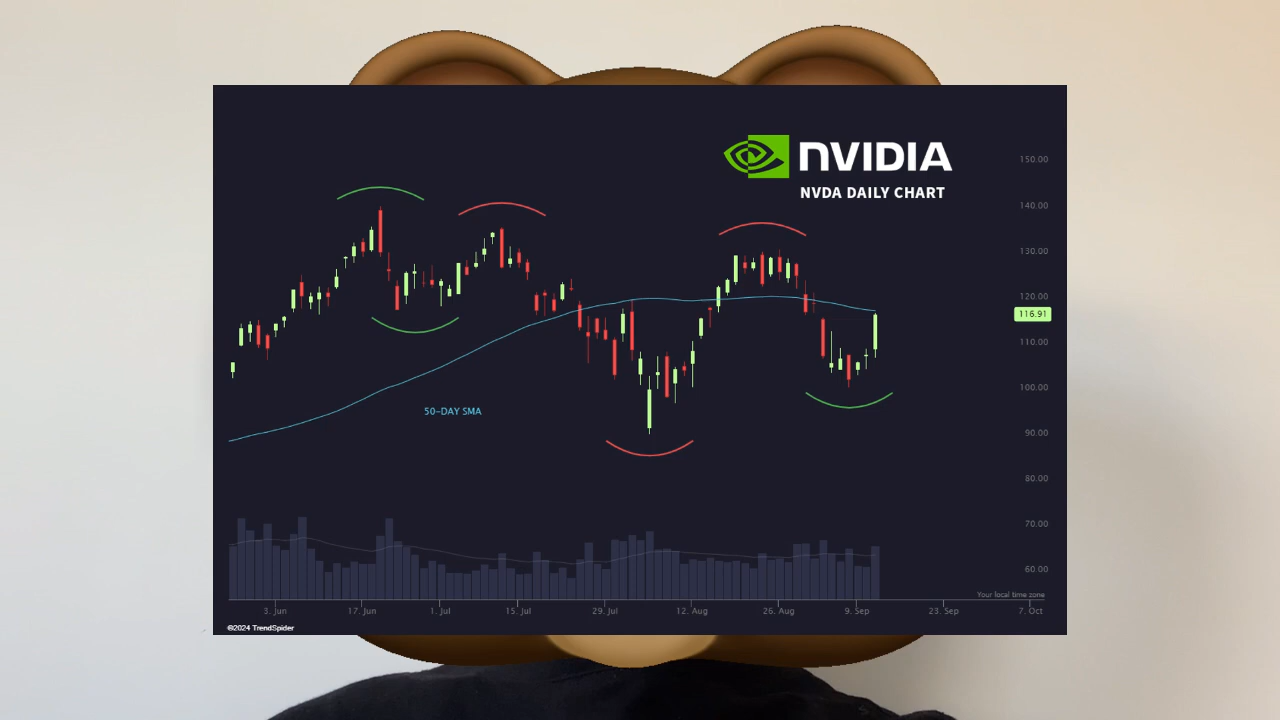 NVIDIA
NVDA DAILY CHART
150.00
140.00
130.00
120.00
116.91
110.00
100.00
50-DAY SMA
90.00
80.00
70.00
60.00
Your local time zone
3. Jun 17. Jun 1. Jul 15. Jul 29. Jul 12. Aug 26. Aug 9. Sep 23. Sep 7. Oct
©2024 TrendSpider